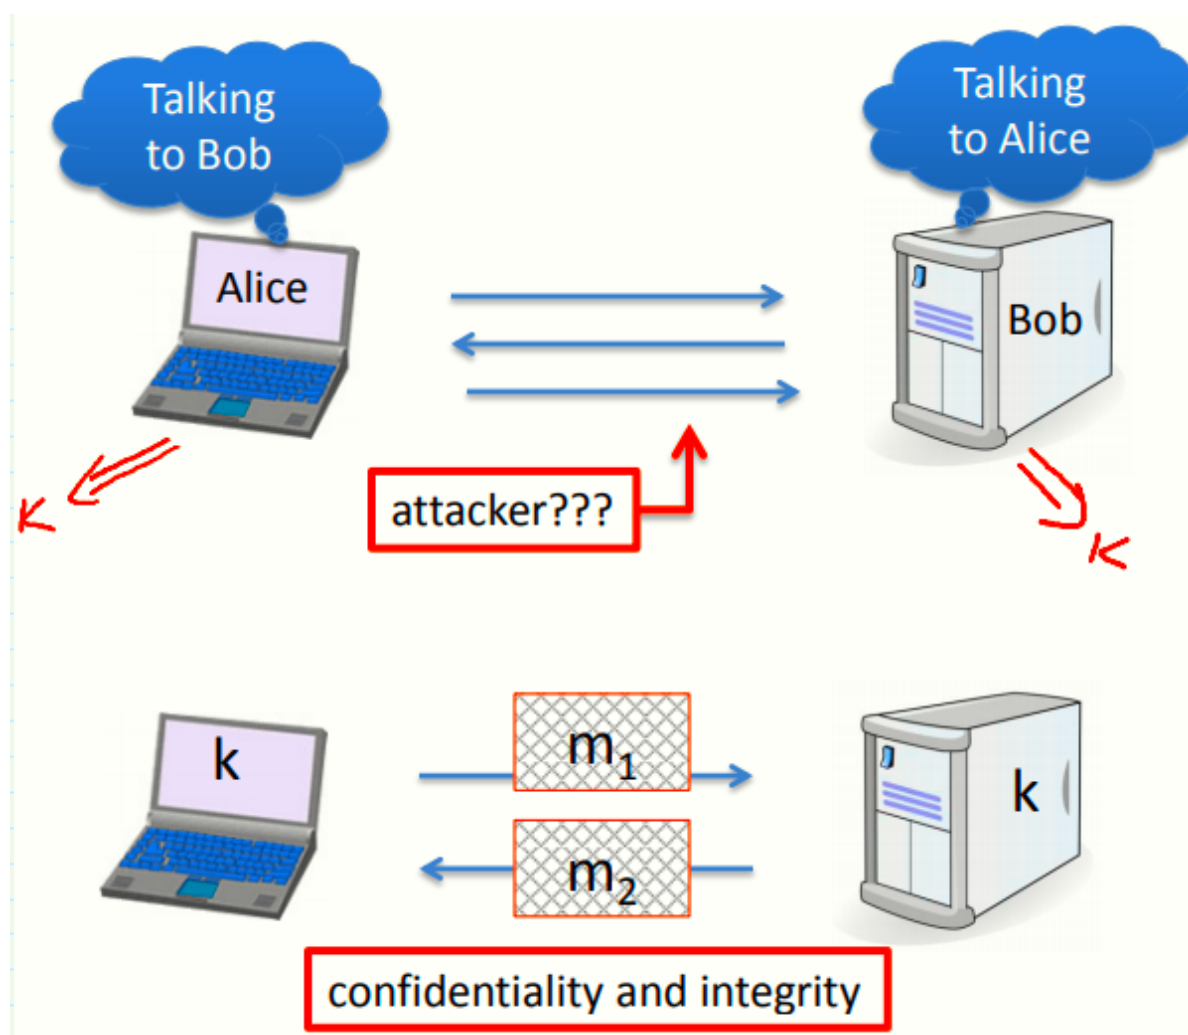 Talking
to Bob
Talking
to Alice
Alice
Bob
attacker???
k
k
k
m₁
k
m₂
confidentiality and integrity